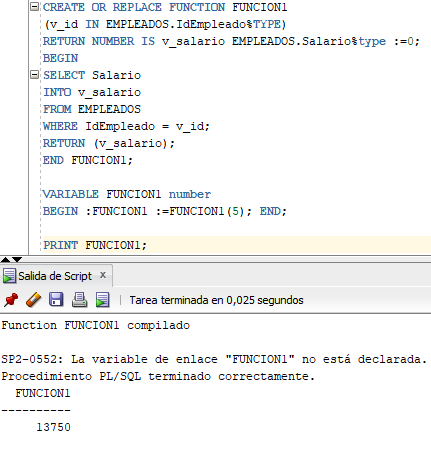 CREATE OR REPLACE FUNCTION FUNCION1
(v_id IN EMPLEADOS.IdEmpleado%TYPE)
RETURN NUMBER IS v_salario EMPLEADOS.Salario%type :=0;
BEGIN
SELECT Salario
INTO v_salario
FROM EMPLEADOS
WHERE IdEmpleado = v_id;
RETURN (v_salario);
END FUNCION1;
VARIABLE FUNCION1 number
BEGIN :FUNCION1 :=FUNCION1(5); END;
PRINT FUNCION1;
Salida de Script x
Tarea terminada en 0,025 segundos
Function FUNCION1 compilado
SP2-0552: La variable de enlace "FUNCION1" no está declarada.
Procedimiento PL/SQL terminado correctamente.
FUNCION1
----------
13750